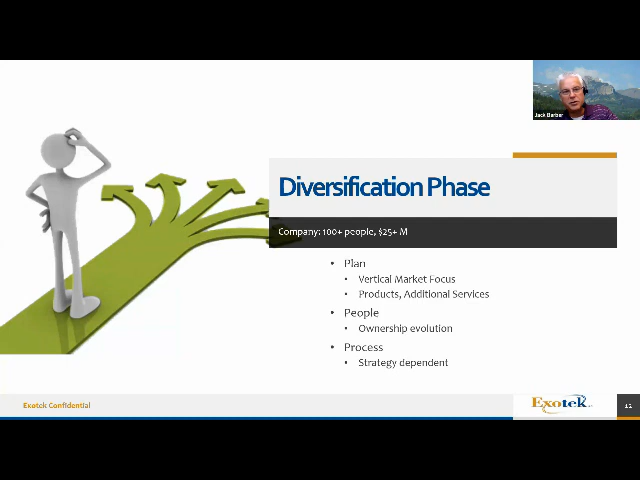 Jack Barber
Diversification Phase
Company: 100+ people, $25+ M
• Plan
• Vertical Market Focus
• Products, Additional Services
• People
• Ownership evolution
• Process
• Strategy dependent
Exotek Confidential
Exotek
12